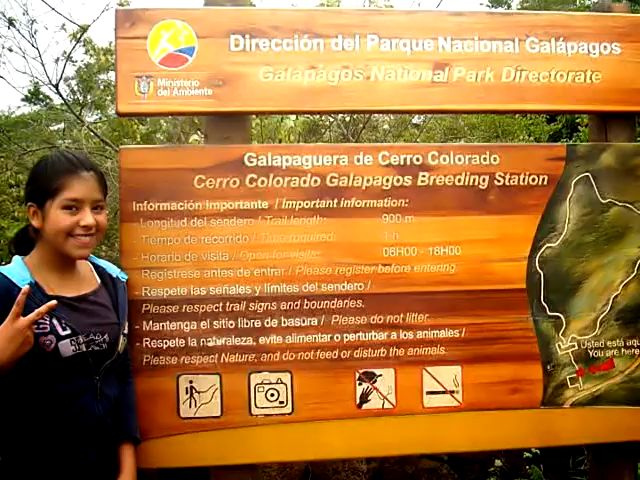 Dirección del Parque Nacional Galápagos
Galapagos National Park Directorate
Ministerio
del Ambiente
Galapaguera de Cerro Colorado
Cerro Colorado Galapagos Breeding Station
Información Importante / Important information:
- Longitud del sendero / Trail length: 900 m
- Tiempo de recorrido / Time required: 1 h
- Horario de visita / Open for visits: 06H00 - 18H00
- Regístrese antes de entrar / Please register before entering.
- Respete las señales y límites del sendero /
Please respect trail signs and boundaries.
- Mantenga el sitio libre de basura / Please do not litter.
- Respete la naturaleza, evite alimentar o perturbar a los animales /
Please respect Nature, and do not feed or disturb the animals.
Usted está aqu
You are here